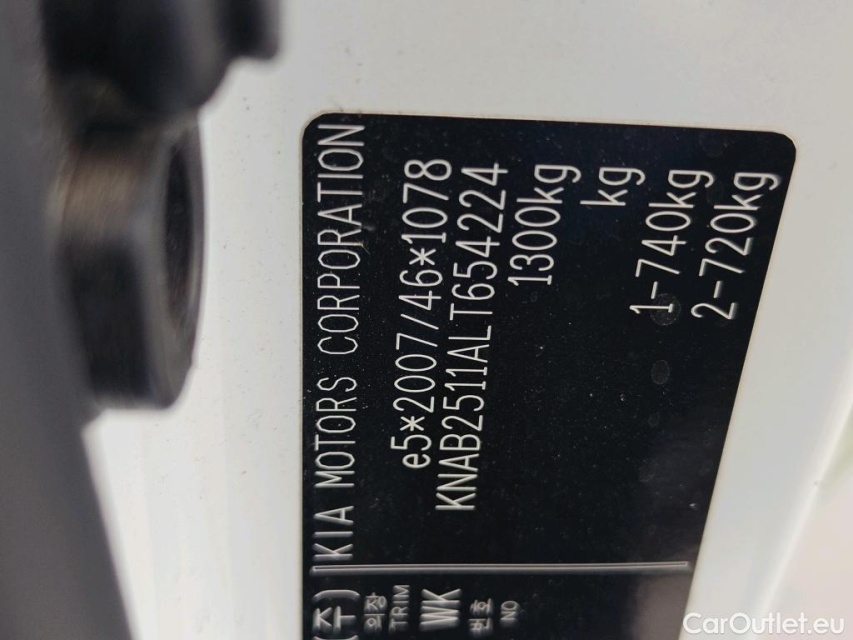 (주) KIA MOTORS CORPORATION
e5*2007/46*1078
KNAB2511ALT654224
1300kg
kg
1-740kg
2-720kg
의장
TRIM
WK
번호
NO
CarOutlet.eu